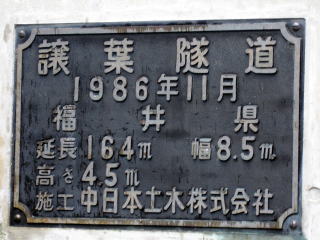 譲葉隧道
1986年11月
福井県
延長164m 幅8.5m
高さ4.5m
施工中日本土木株式会社